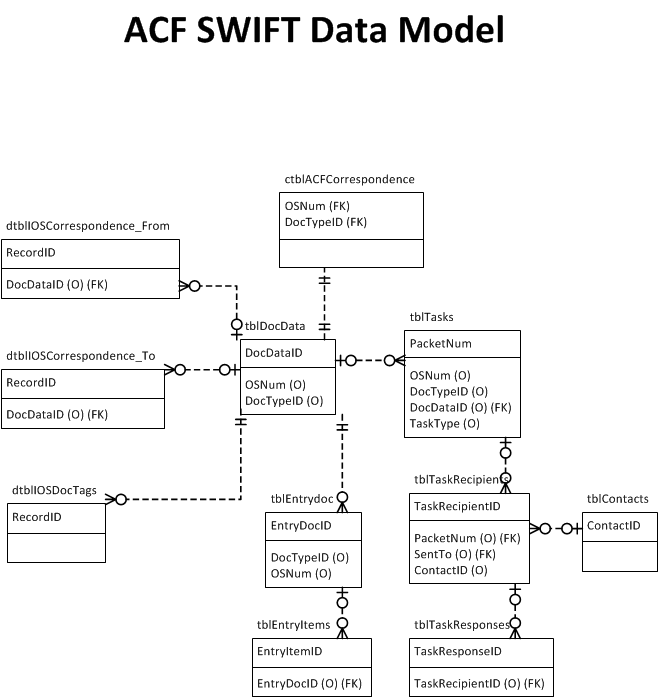 ACF SWIFT Data Model
ctblACFCorrespondence
OSNum (FK)
DocTypeID (FK)
dtblIOSCorrespondence_From
RecordID
DocDataID (O) (FK)
tblDocData
DocDataID
OSNum (O)
DocTypeID (O)
tblTasks
PacketNum
OSNum (O)
DocTypeID (O)
DocDataID (O) (FK)
TaskType (O)
dtblIOSCorrespondence_To
RecordID
DocDataID (O) (FK)
dtblIOSDocTags
RecordID
tblEntrydoc
EntryDocID
DocTypeID (O)
OSNum (O)
tblTaskRecipients
TaskRecipientID
PacketNum (O) (FK)
SentTo (O) (FK)
ContactID (O)
tblContacts
ContactID
tblEntryItems
EntryItemID
EntryDocID (O) (FK)
tblTaskResponses
TaskResponseID
TaskRecipientID (O) (FK)